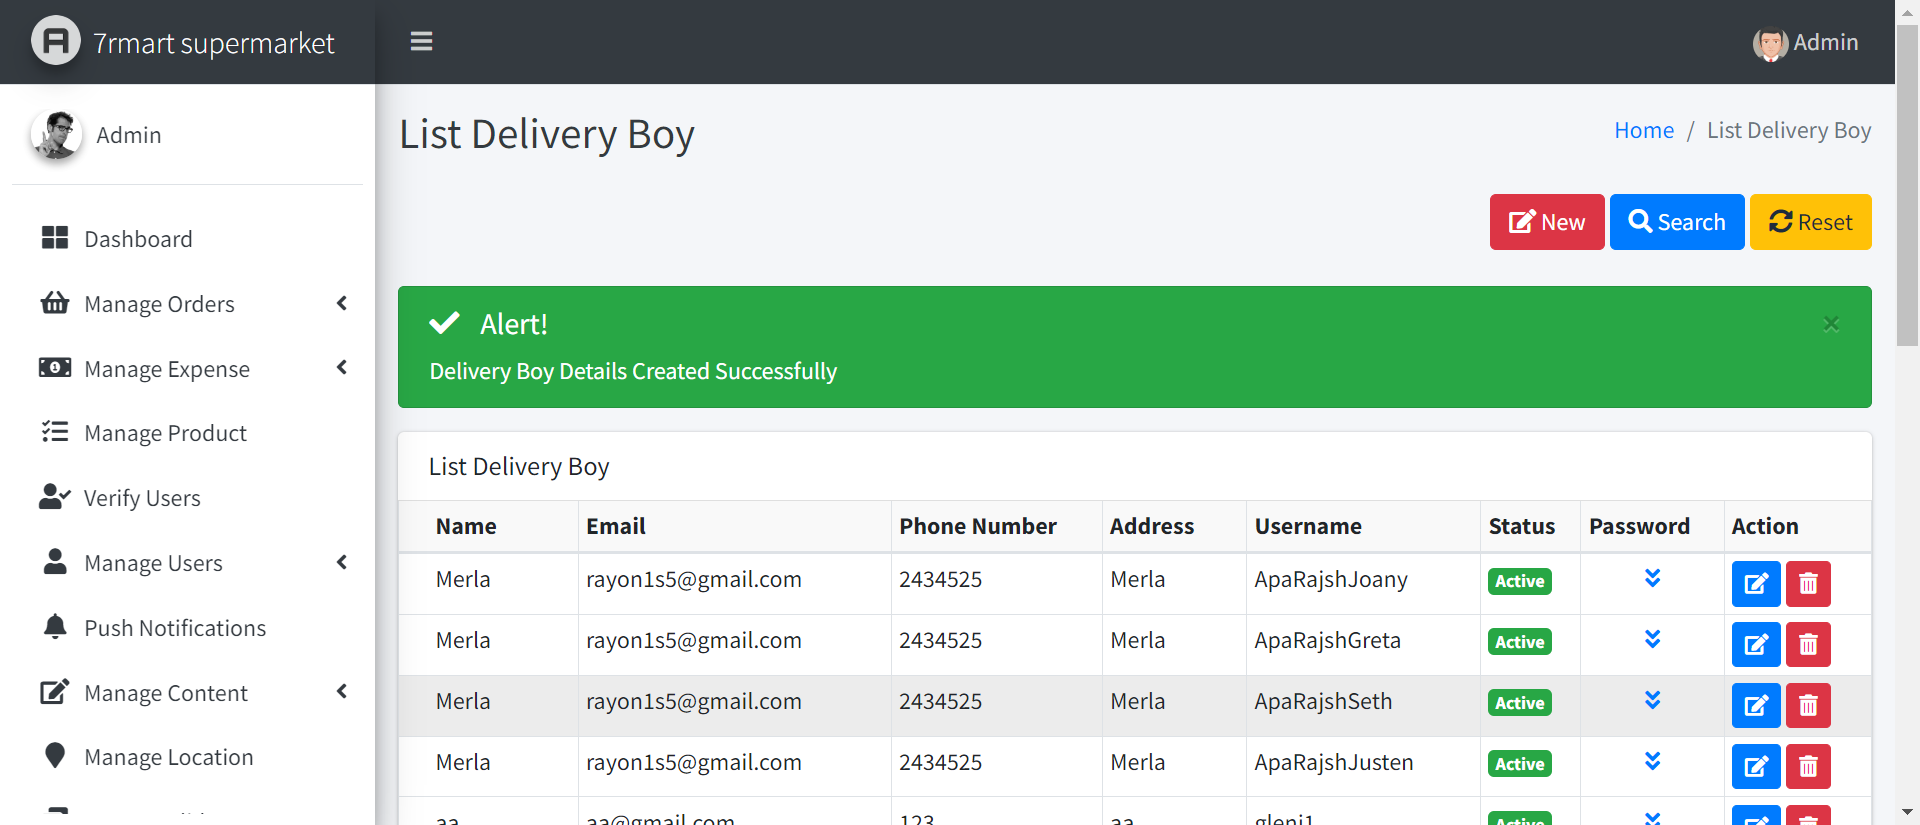 7rmart supermarket
Admin
Admin
List Delivery Boy
Home / List Delivery Boy
New Search Reset
Dashboard
Manage Orders
Manage Expense
Manage Product
Verify Users
Manage Users
Push Notifications
Manage Content
Manage Location
Alert!
×
Delivery Boy Details Created Successfully
List Delivery Boy
Name Email Phone Number Address Username Status Password Action
Merla rayon1s5@gmail.com 2434525 Merla ApaRajshJoany Active
Merla rayon1s5@gmail.com 2434525 Merla ApaRajshGreta Active
Merla rayon1s5@gmail.com 2434525 Merla ApaRajshSeth Active
Merla rayon1s5@gmail.com 2434525 Merla ApaRajshJusten Active
aa aa@gmail.com 123 aa Active